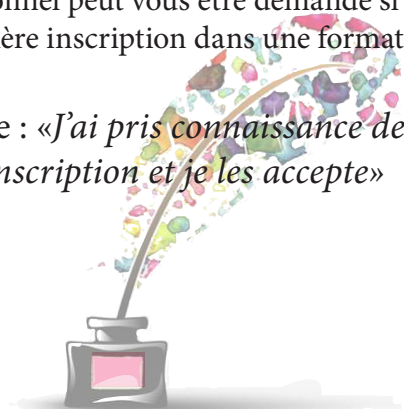 onnel peut vous être demandé si
ère inscription dans une format
e : «J’ai pris connaissance de
nscription et je les accepte»